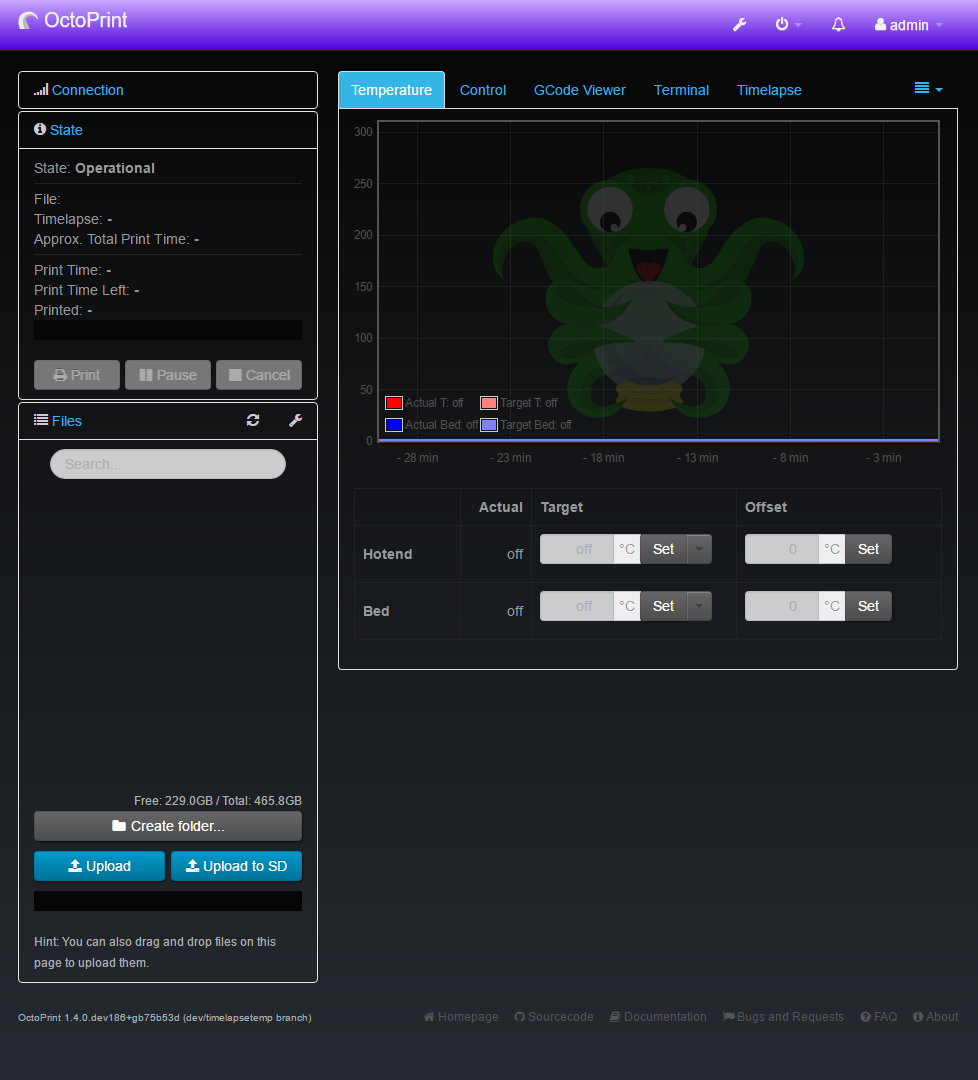 OctoPrint
admin
Connection
State
State: Operational
File:
Timelapse: -
Approx. Total Print Time: -
Print Time: -
Print Time Left: -
Printed: -
Print Pause Cancel
Files
Search...
Free: 229.0GB / Total: 465.8GB
Create folder...
Upload Upload to SD
Hint: You can also drag and drop files on this
page to upload them.
Temperature Control GCode Viewer Terminal Timelapse
300
250
200
150
100
50
0
Actual T: off Target T: off
Actual Bed: off Target Bed: off
- 28 min - 23 min - 18 min - 13 min - 8 min - 3 min
Actual Target Offset
Hotend off off °C Set 0 °C Set
Bed off off °C Set 0 °C Set
OctoPrint 1.4.0.dev186+gb75b53d (dev/timelapsetemp branch)
Homepage Sourcecode Documentation Bugs and Requests FAQ About